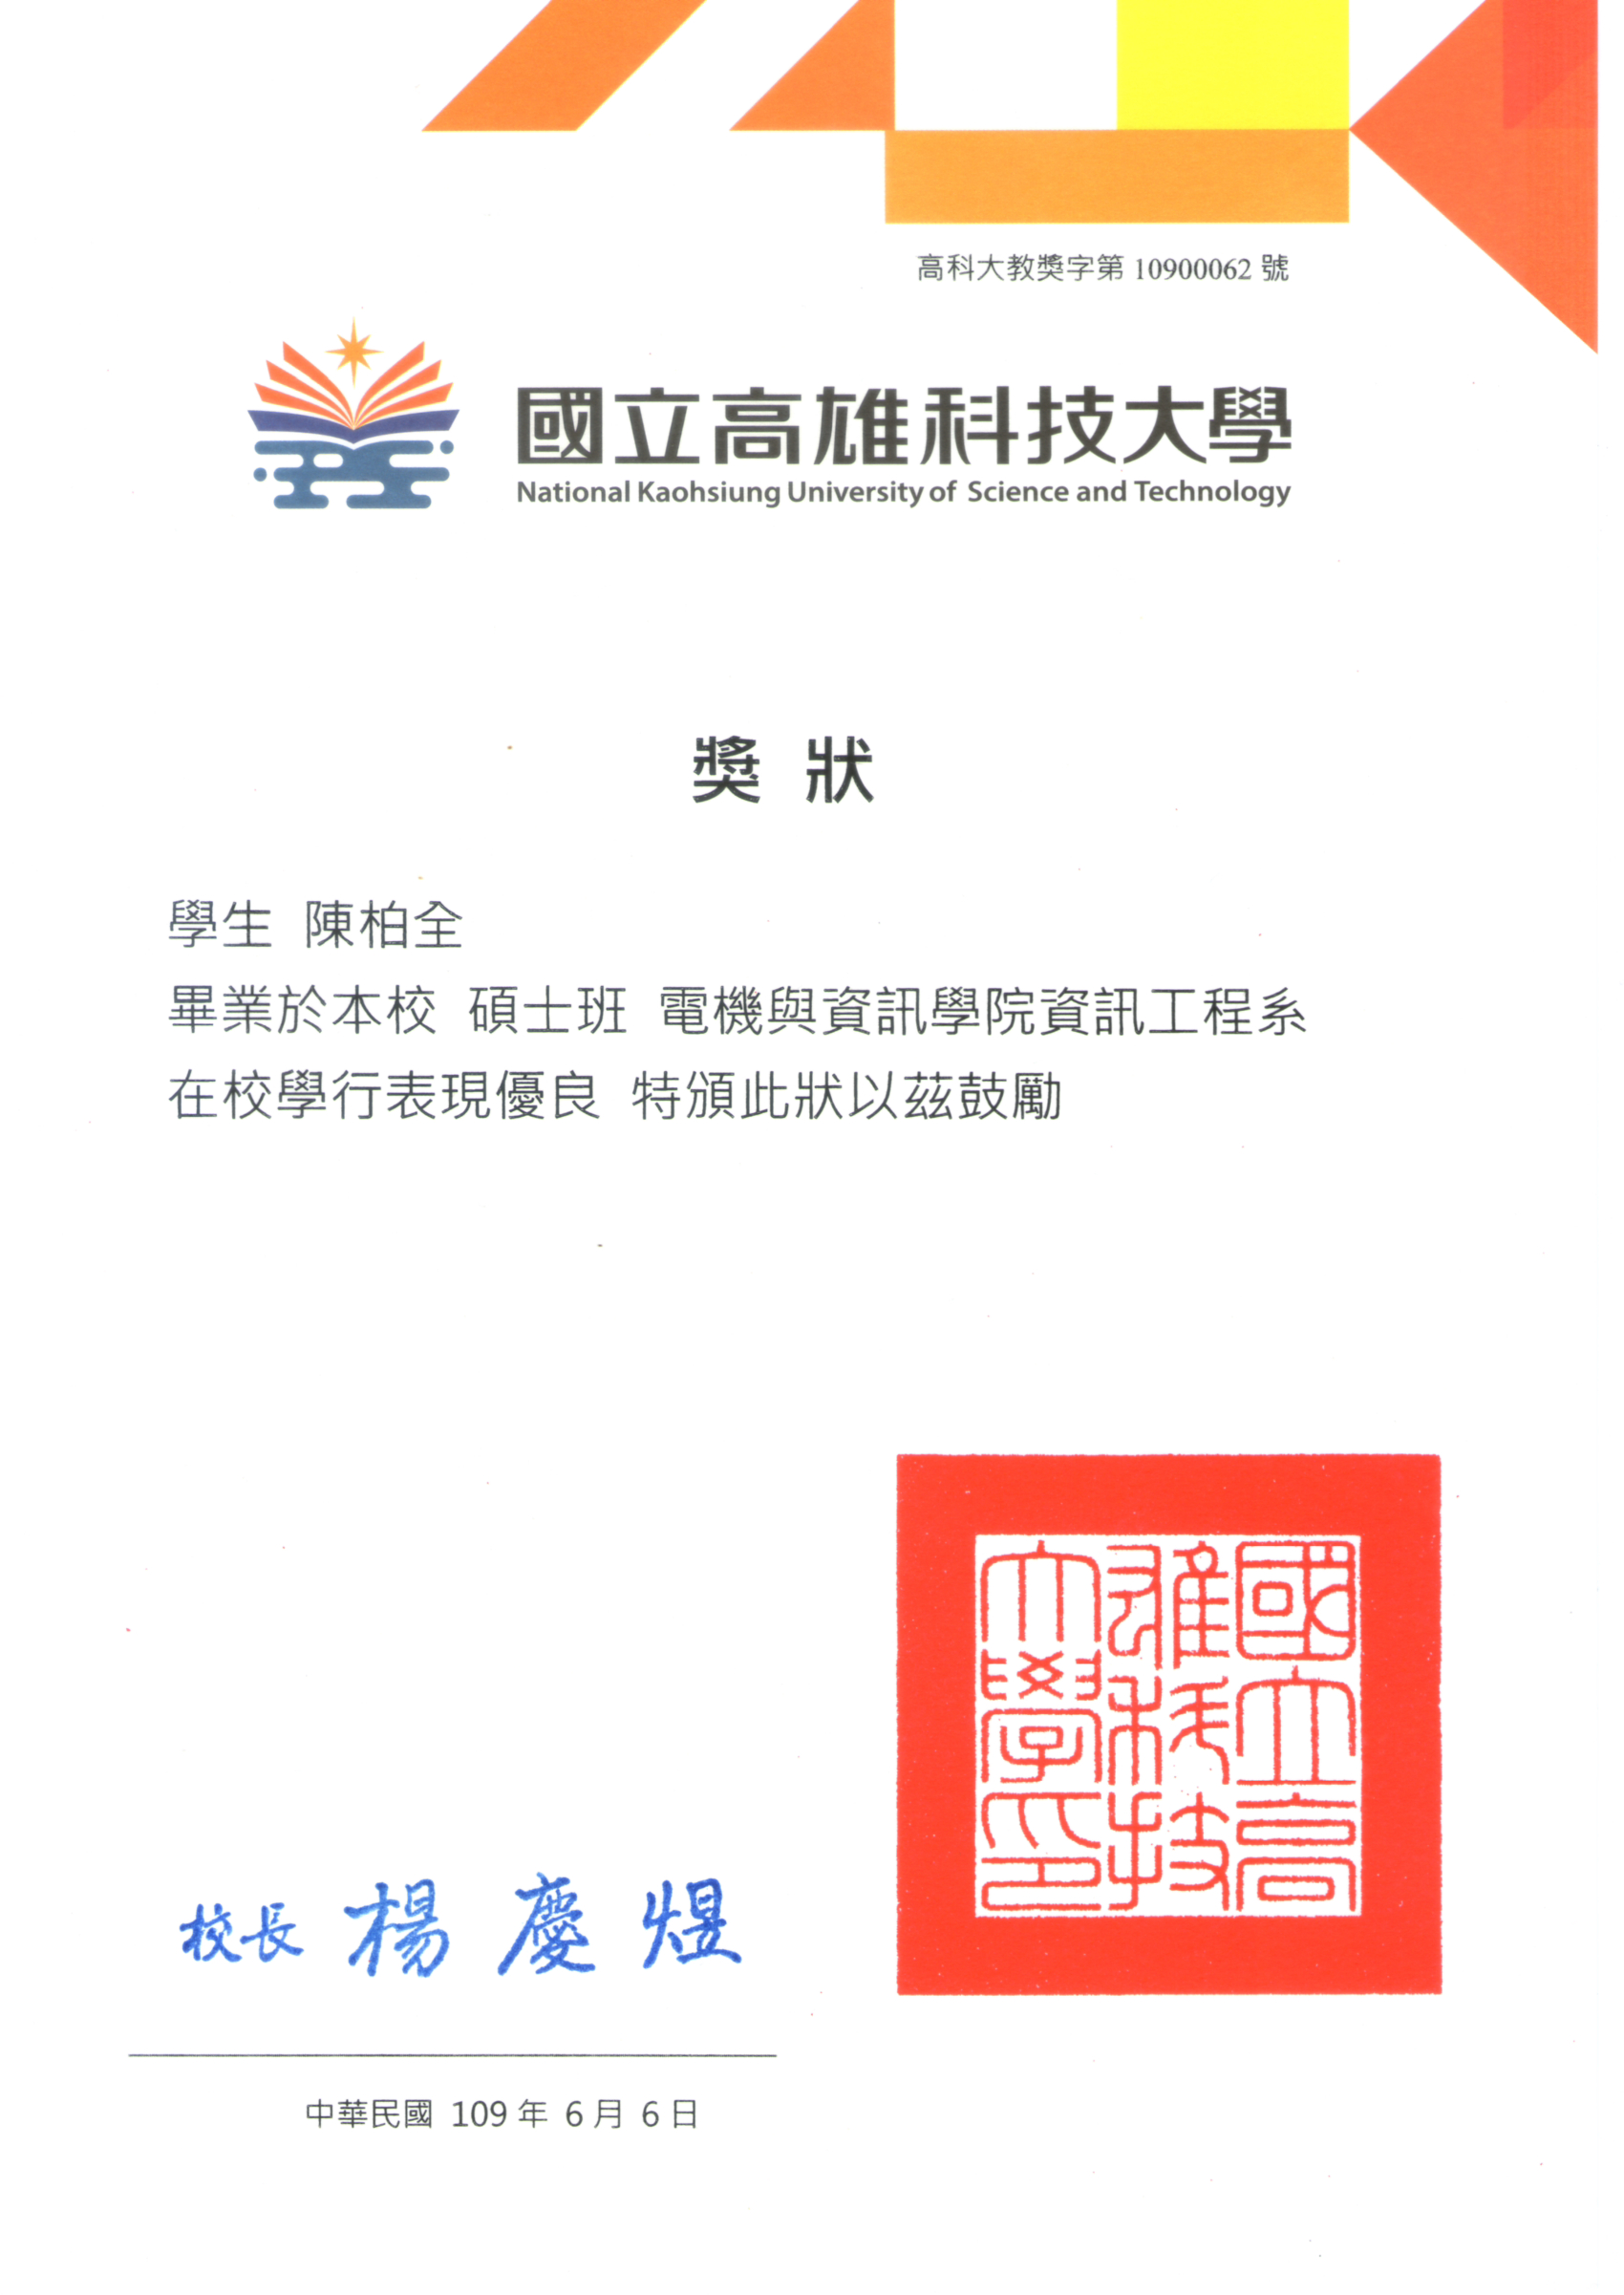 高科大教獎字第 10900062 號
國立高雄科技大學
National Kaohsiung University of Science and Technology
獎 狀
學生 陳柏全
畢業於本校 碩士班 電機與資訊學院資訊工程系
在校學行表現優良 特頒此狀以茲鼓勵
國立高
雄科技
大學印
校長 楊慶煜
中華民國 109 年 6 月 6 日